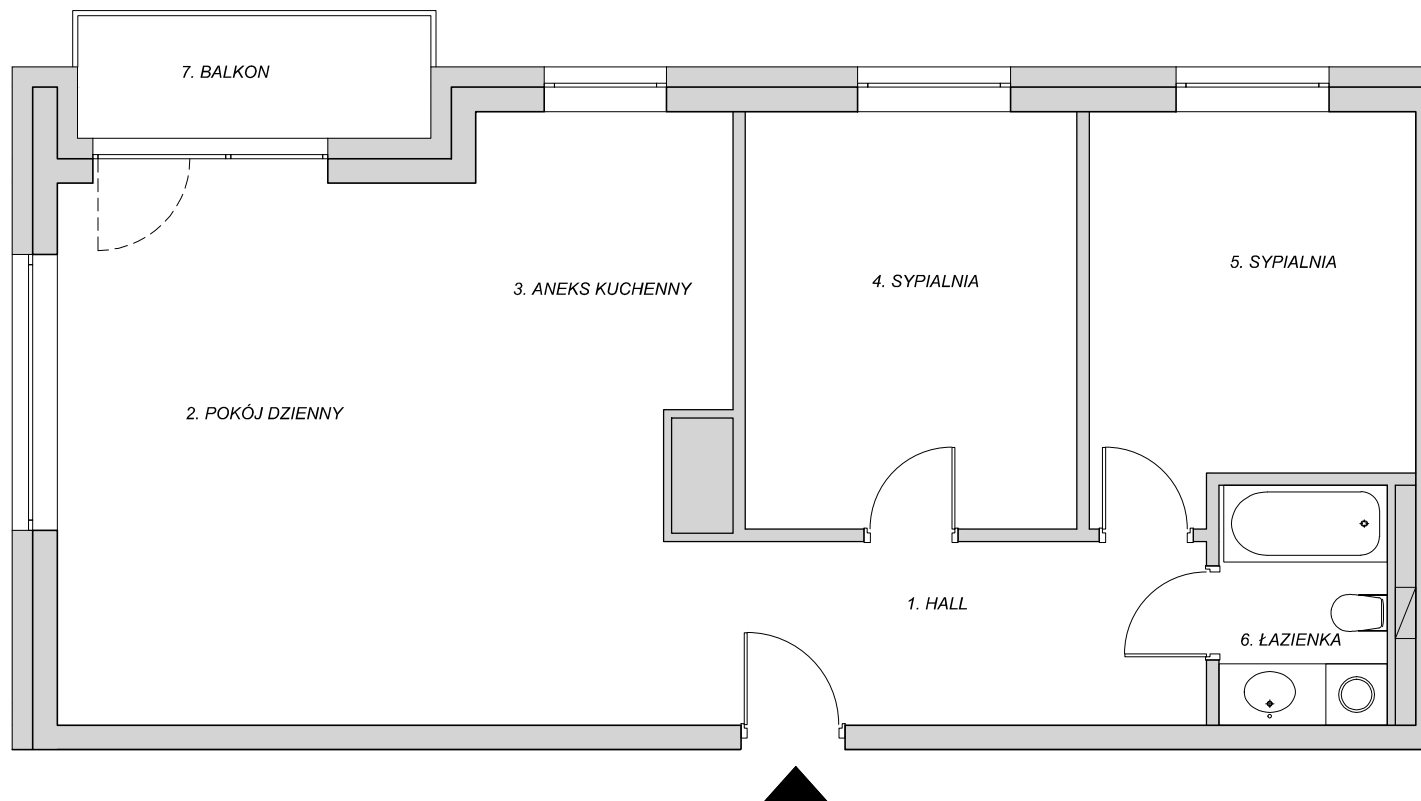 7. BALKON
5. SYPIALNIA
4. SYPIALNIA
3. ANEKS KUCHENNY
2. POKÓJ DZIENNY
1. HALL
6. ŁAZIENKA